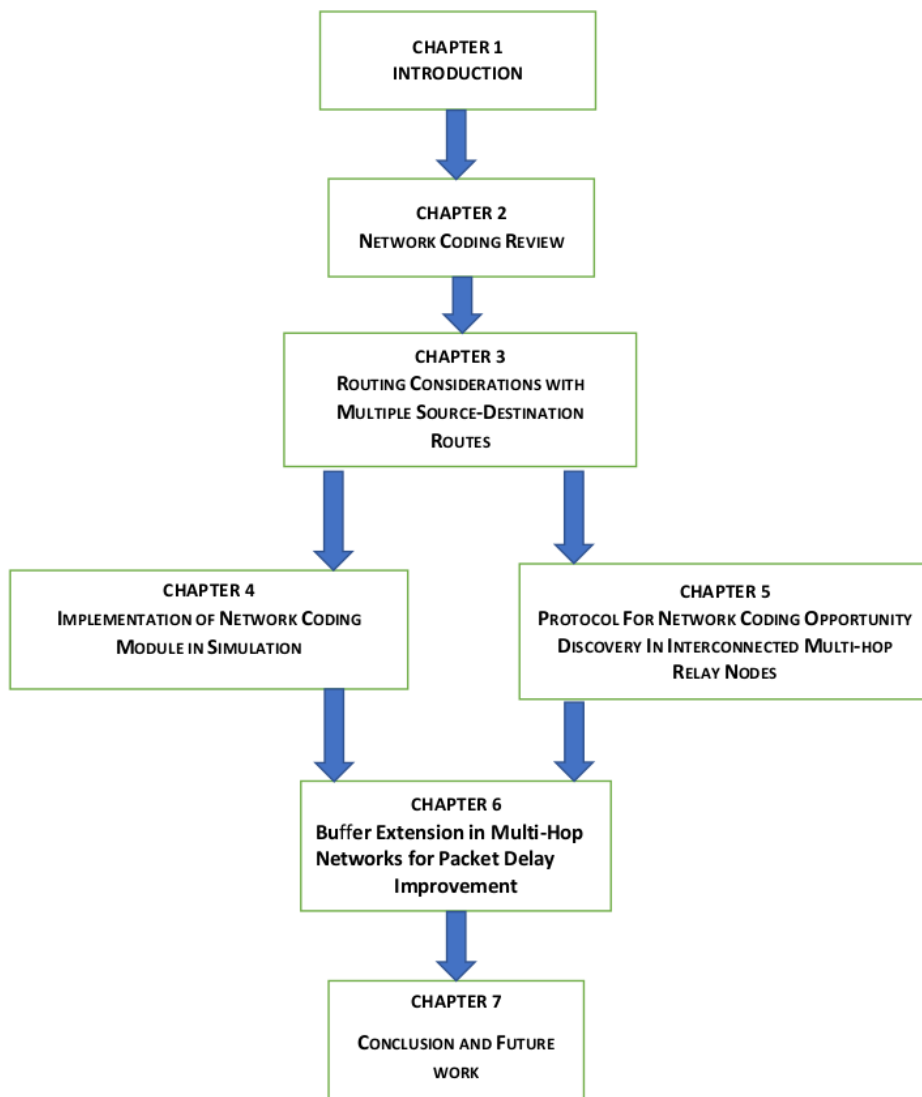 CHAPTER 1
INTRODUCTION
CHAPTER 2
NETWORK CODING REVIEW
CHAPTER 3
ROUTING CONSIDERATIONS WITH
MULTIPLE SOURCE-DESTINATION
ROUTES
CHAPTER 4
IMPLEMENTATION OF NETWORK CODING
MODULE IN SIMULATION
CHAPTER 5
PROTOCOL FOR NETWORK CODING OPPORTUNITY
DISCOVERY IN INTERCONNECTED MULTI-HOP
RELAY NODES
CHAPTER 6
Buffer Extension in Multi-Hop
Networks for Packet Delay
Improvement
CHAPTER 7
CONCLUSION AND FUTURE
WORK